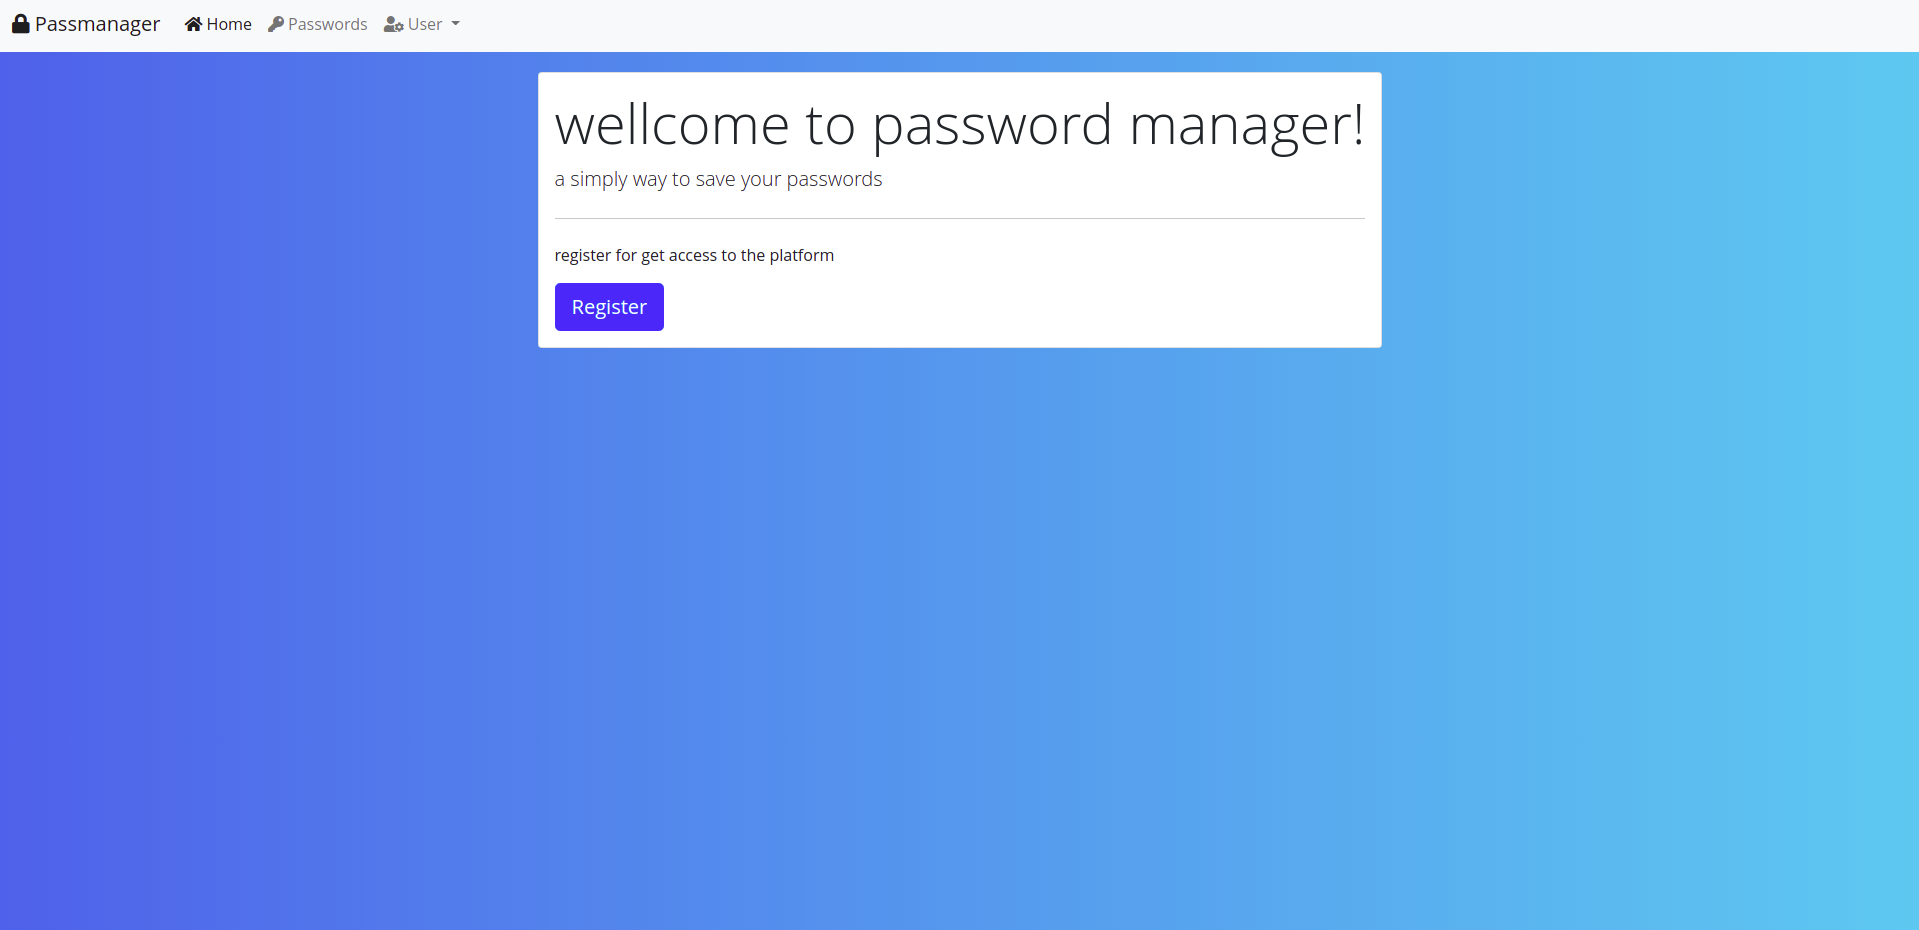 Passmanager Home Passwords User
wellcome to password manager!
a simply way to save your passwords
register for get access to the platform
Register